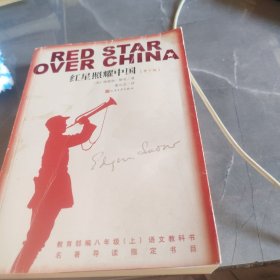 RED STAR
OVER CHINA
红星照耀中国
Edgar Snow
教育部编八年级（上）语文教科书
名著导读指定书目